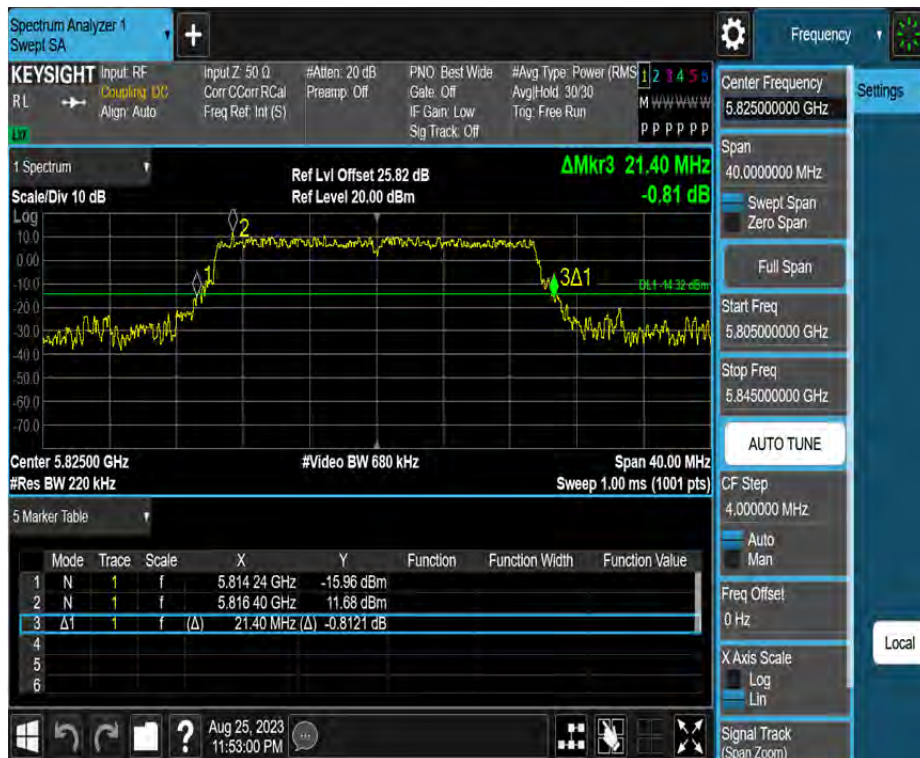 Spectrum Analyzer 1
Swept SA
+
Frequency
KEYSIGHT
RL
LXI
Input: RF
Coupling: DC
Align: Auto
Input Z: 50 Ω
Corr CCorr RCal
Freq Ref: Int (S)
#Atten: 20 dB
Preamp: Off
PNO: Best Wide
Gate: Off
IF Gain: Low
Sig Track: Off
#Avg Type: Power (RMS
Avg|Hold: 30/30
Trig: Free Run
1 2 3 4 5 6
M W W W W W
P P P P P P
1 Spectrum
Scale/Div 10 dB
Ref Lvl Offset 25.82 dB
Ref Level 20.00 dBm
ΔMkr3 21.40 MHz
-0.81 dB
Log
10.0
0.00
-10.0
-20.0
-30.0
-40.0
-50.0
-60.0
-70.0
2
1
3Δ1
Center 5.82500 GHz
#Video BW 680 kHz
Span 40.00 MHz
#Res BW 220 kHz
Sweep 1.00 ms (1001 pts)
5 Marker Table
Mode Trace Scale X Y Function Function Width Function Value
1 N 1 f 5.814 24 GHz -15.96 dBm
2 N 1 f 5.816 40 GHz 11.68 dBm
3 Δ1 1 f (Δ) 21.40 MHz (Δ) -0.8121 dB
4
5
6
?
Aug 25, 2023
11:53:00 PM
Center Frequency
5.825000000 GHz
Span
40.0000000 MHz
Swept Span
Zero Span
Full Span
Start Freq
5.805000000 GHz
Stop Freq
5.845000000 GHz
AUTO TUNE
CF Step
4.000000 MHz
Auto
Man
Freq Offset
0 Hz
X Axis Scale
Log
Lin
Signal Track
(Span Zoom)
Settings
Local